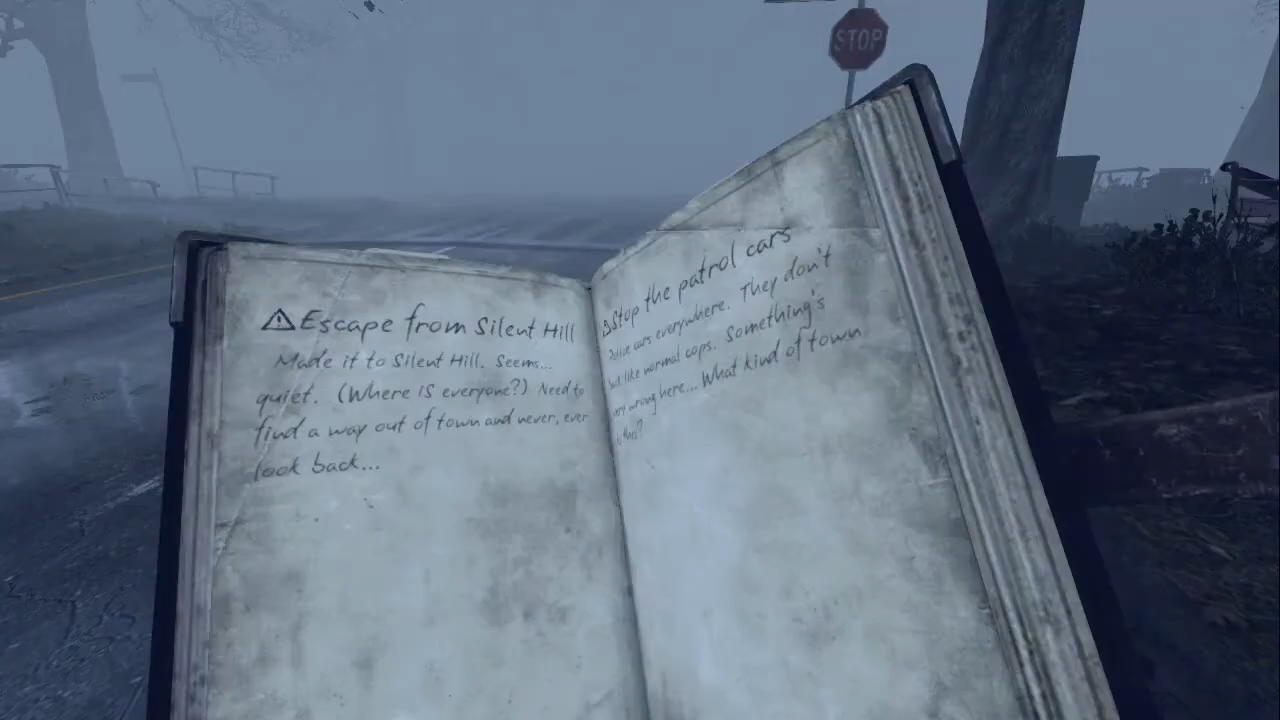 STOP
Escape from Silent Hill
Made it to Silent Hill. Seems...
quiet. (Where is everyone?) Need to
find a way out of town and never, ever
look back...
Stop the patrol cars
Police cars everywhere. They don't
like normal cops. Something's
wrong here... What kind of town
is this?